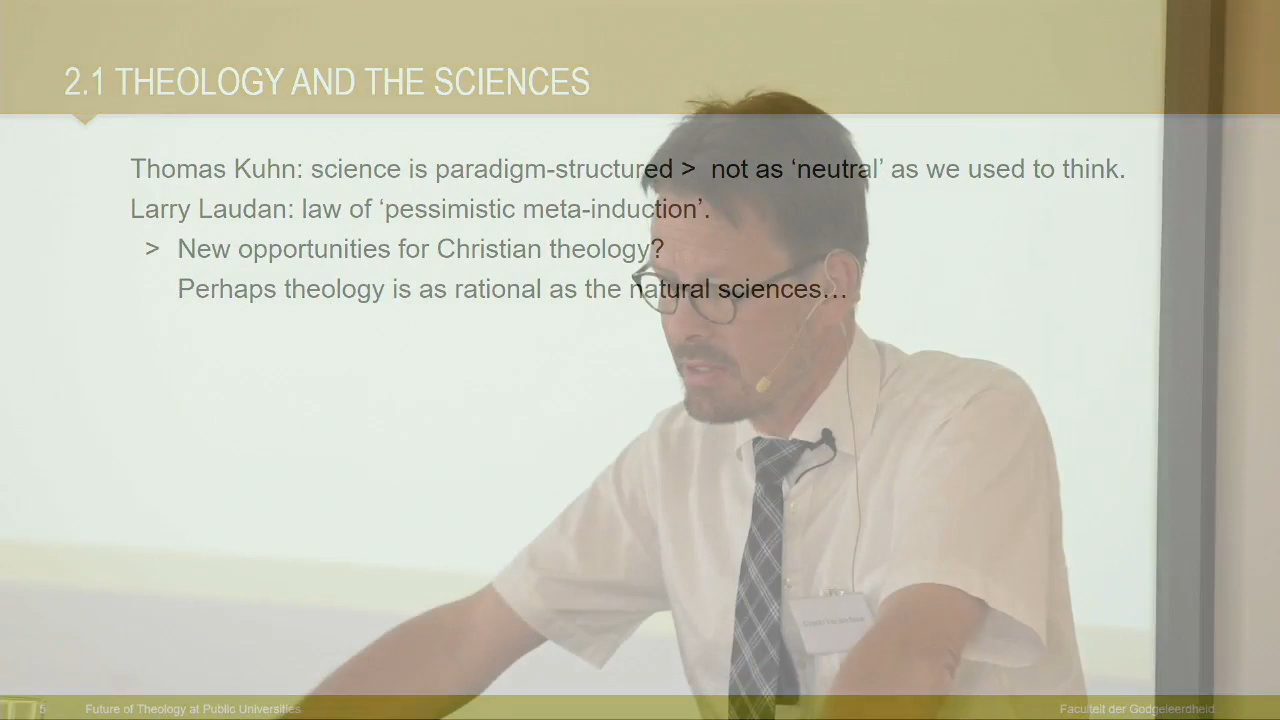 2.1 THEOLOGY AND THE SCIENCES
Thomas Kuhn: science is paradigm-structured > not as ‘neutral’ as we used to think.
Larry Laudan: law of ‘pessimistic meta-induction’.
> New opportunities for Christian theology?
Perhaps theology is as rational as the natural sciences…
5 Future of Theology at Public Universities Faculteit der Godgeleerdheid